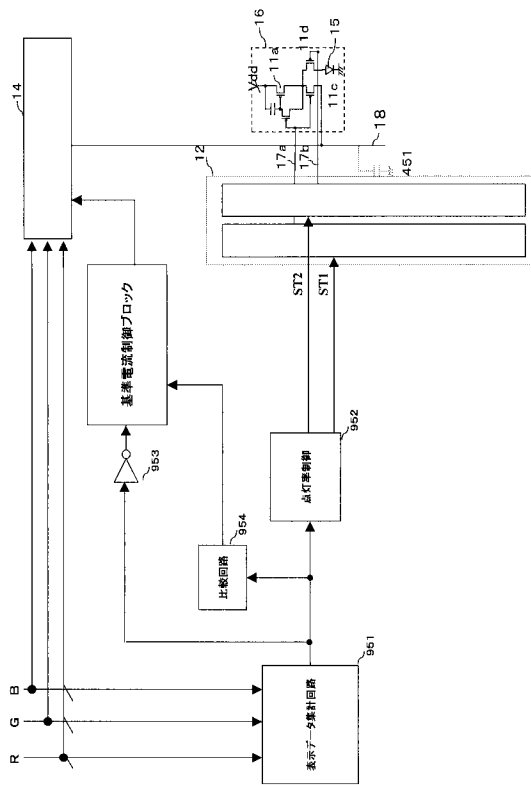 R
G
B
表示データ集計回路
951
比較回路
954
953
基準電流制御ブロック
14
点灯率制御
952
ST2
ST1
12
451
18
17a
17b
16
Vdd
11a
11d
15
11c